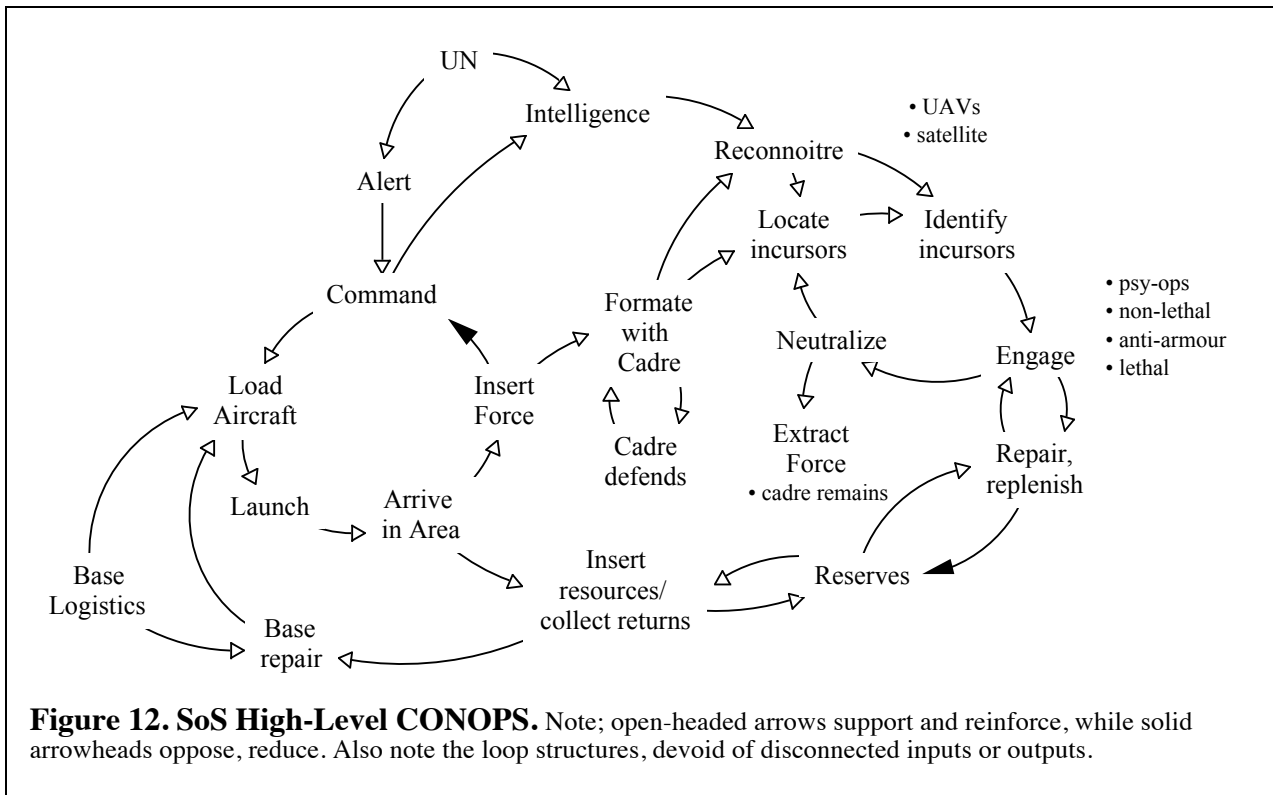 UN
Intelligence
• UAVs
• satellite
Reconnoitre
Alert
Locate
incursors
Identify
incursors
Command
Formate
with
Cadre
• psy-ops
• non-lethal
• anti-armour
• lethal
Neutralize
Engage
Load
Aircraft
Insert
Force
Cadre
defends
Extract
Force
• cadre remains
Repair,
replenish
Launch
Arrive
in Area
Base
Logistics
Insert
resources/
collect returns
Reserves
Base
repair
Figure 12. SoS High-Level CONOPS. Note; open-headed arrows support and reinforce, while solid
arrowheads oppose, reduce. Also note the loop structures, devoid of disconnected inputs or outputs.